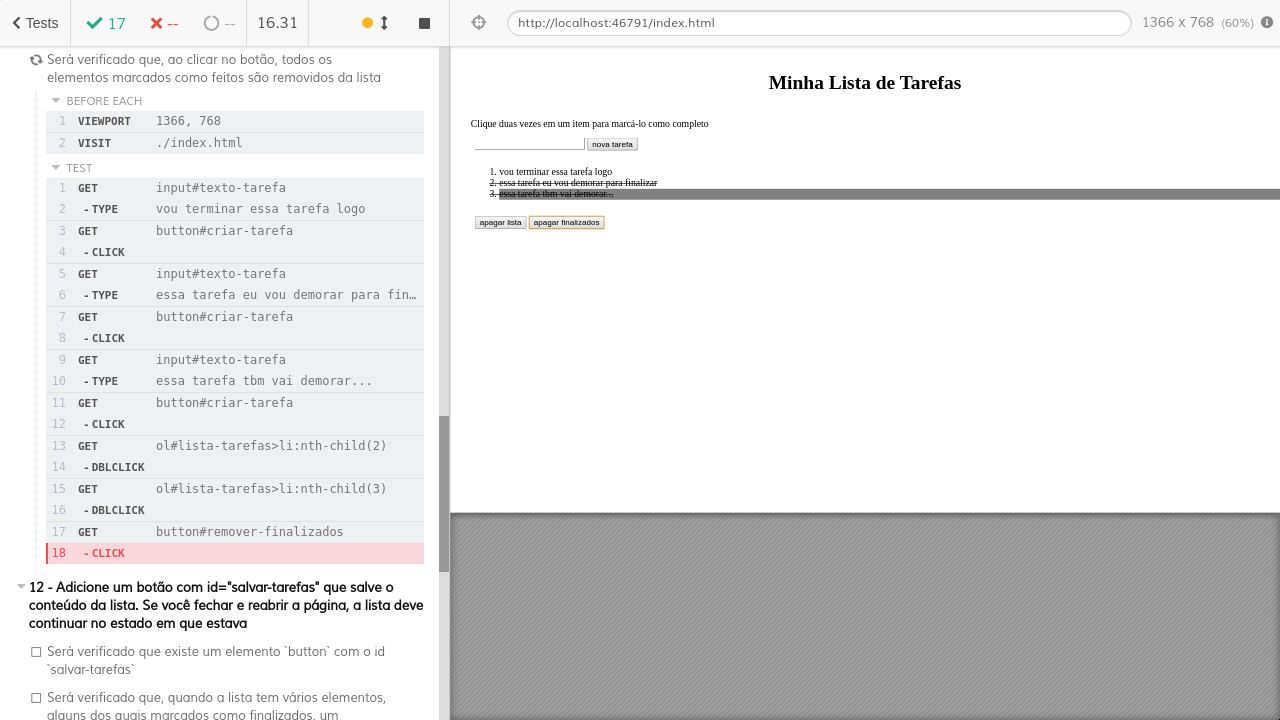 Tests
17
--
--
16.31
http://localhost:46791/index.html
1366 x 768 (60%)
Será verificado que, ao clicar no botão, todos os
elementos marcados como feitos são removidos da lista
BEFORE EACH
1 VIEWPORT 1366, 768
2 VISIT ./index.html
TEST
1 GET input#texto-tarefa
2 -TYPE vou terminar essa tarefa logo
3 GET button#criar-tarefa
4 -CLICK
5 GET input#texto-tarefa
6 -TYPE essa tarefa eu vou demorar para fin…
7 GET button#criar-tarefa
8 -CLICK
9 GET input#texto-tarefa
10 -TYPE essa tarefa tbm vai demorar...
11 GET button#criar-tarefa
12 -CLICK
13 GET ol#lista-tarefas>li:nth-child(2)
14 -DBLCLICK
15 GET ol#lista-tarefas>li:nth-child(3)
16 -DBLCLICK
17 GET button#remover-finalizados
18 -CLICK
12 - Adicione um botão com id="salvar-tarefas" que salve o
conteúdo da lista. Se você fechar e reabrir a página, a lista deve
continuar no estado em que estava
Será verificado que existe um elemento `button` com o id
`salvar-tarefas`
Será verificado que, quando a lista tem vários elementos,
alguns dos quais marcados como finalizados, um
Minha Lista de Tarefas
Clique duas vezes em um item para marcá-lo como completo
nova tarefa
1. vou terminar essa tarefa logo
2. essa tarefa eu vou demorar para finalizar
3. essa tarefa tbm vai demorar...
apagar lista
apagar finalizados